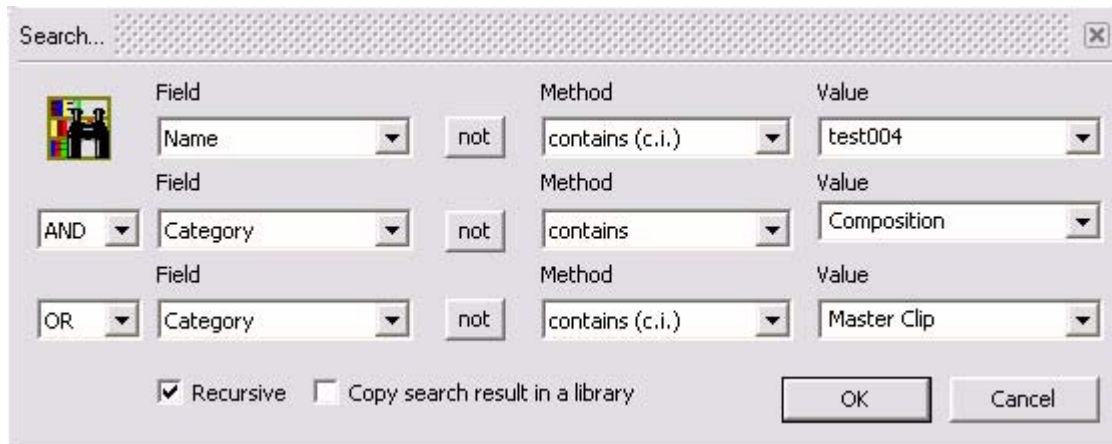 Search...
Field Method Value
Name not contains (c.i.) test004
Field Method Value
AND Category not contains Composition
Field Method Value
OR Category not contains (c.i.) Master Clip
Recursive Copy search result in a library OK Cancel